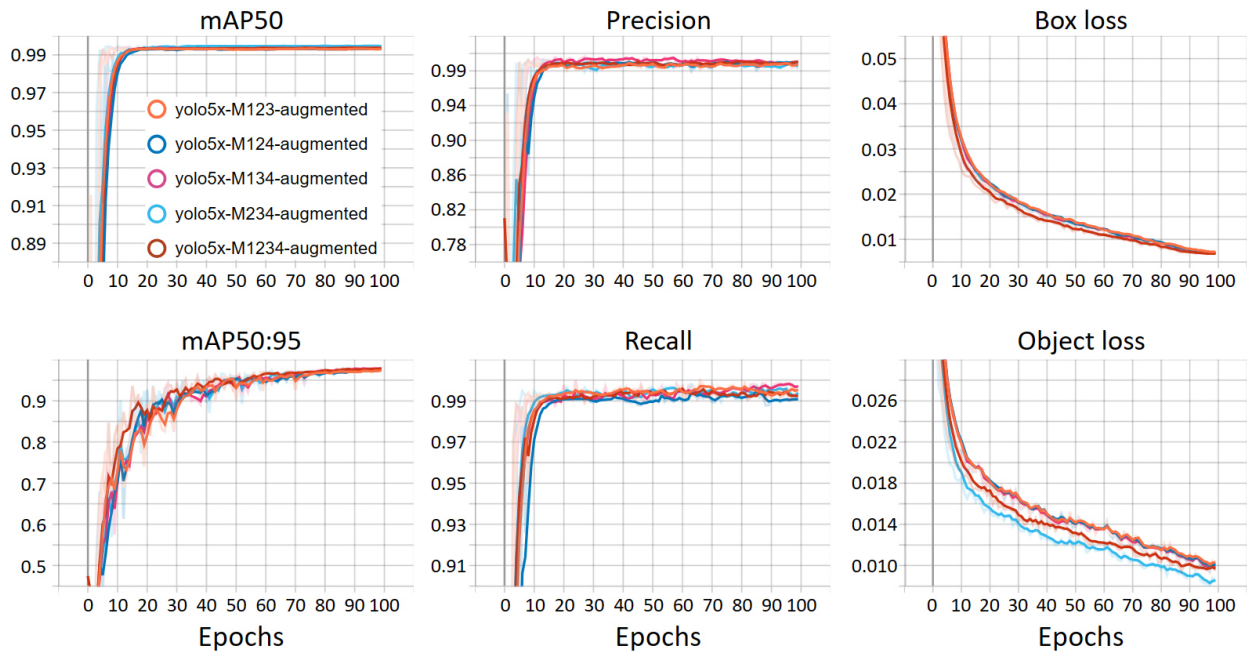 mAP50
0.99
0.97
0.95
0.93
0.91
0.89
yolo5x-M123-augmented
yolo5x-M124-augmented
yolo5x-M134-augmented
yolo5x-M234-augmented
yolo5x-M1234-augmented
0 10 20 30 40 50 60 70 80 90 100
Precision
0.99
0.94
0.90
0.86
0.82
0.78
0 10 20 30 40 50 60 70 80 90 100
Box loss
0.05
0.04
0.03
0.02
0.01
0 10 20 30 40 50 60 70 80 90 100
mAP50:95
0.9
0.8
0.7
0.6
0.5
0 10 20 30 40 50 60 70 80 90 100
Epochs
Recall
0.99
0.97
0.95
0.93
0.91
0 10 20 30 40 50 60 70 80 90 100
Epochs
Object loss
0.026
0.022
0.018
0.014
0.010
0 10 20 30 40 50 60 70 80 90 100
Epochs